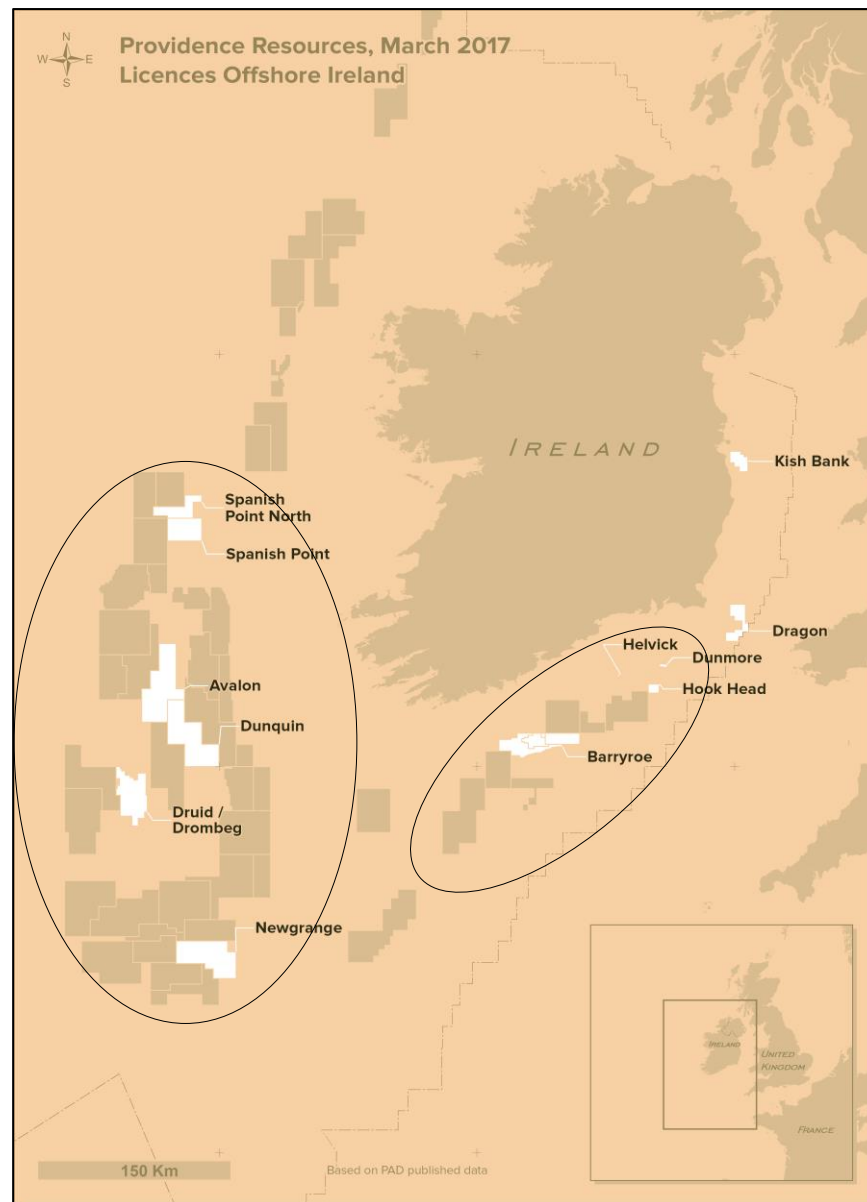 N
W E
S
Providence Resources, March 2017
Licences Offshore Ireland
IRELAND
Kish Bank
Spanish
Point North
Spanish Point
Dragon
Helvick
Dunmore
Hook Head
Avalon
Dunquin
Barryroe
Druid /
Drombeg
Newgrange
IRELAND
UNITED
KINGDOM
FRANCE
150 Km
Based on PAD published data